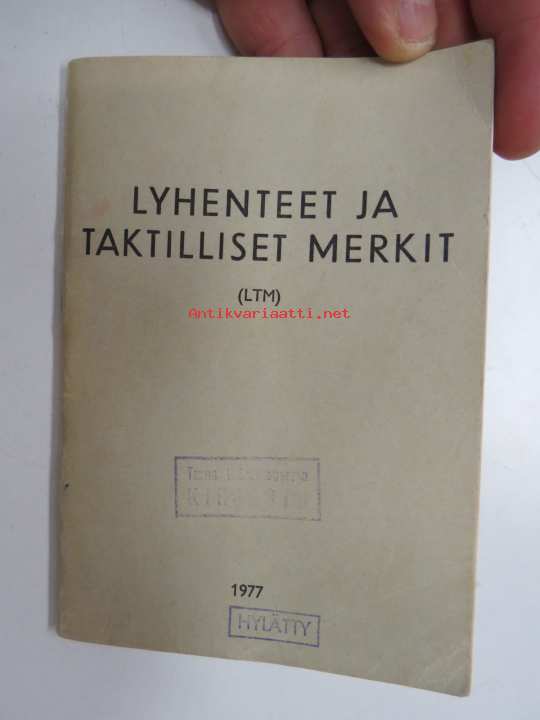 LYHENTEET JA
TAKTILLISET MERKIT
(LTM)
Antikvariaatti.net
1977
HYLÄTTY